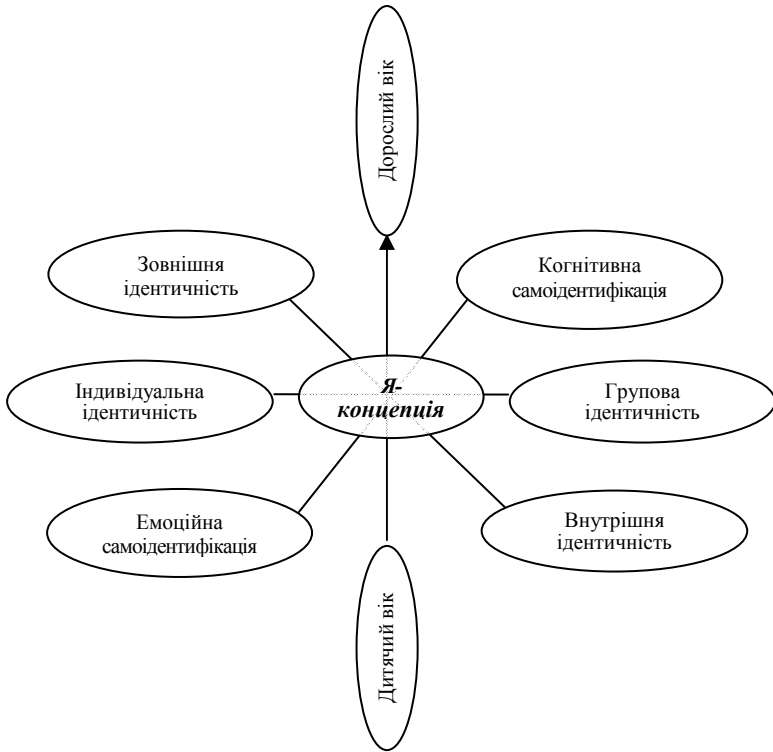 Дорослий вік
Зовнішня
ідентичність
Когнітивна
самоідентифікація
Індивідуальна
ідентичність
Я-
концепція
Групова
ідентичність
Емоційна
самоідентифікація
Внутрішня
ідентичність
Дитячий вік